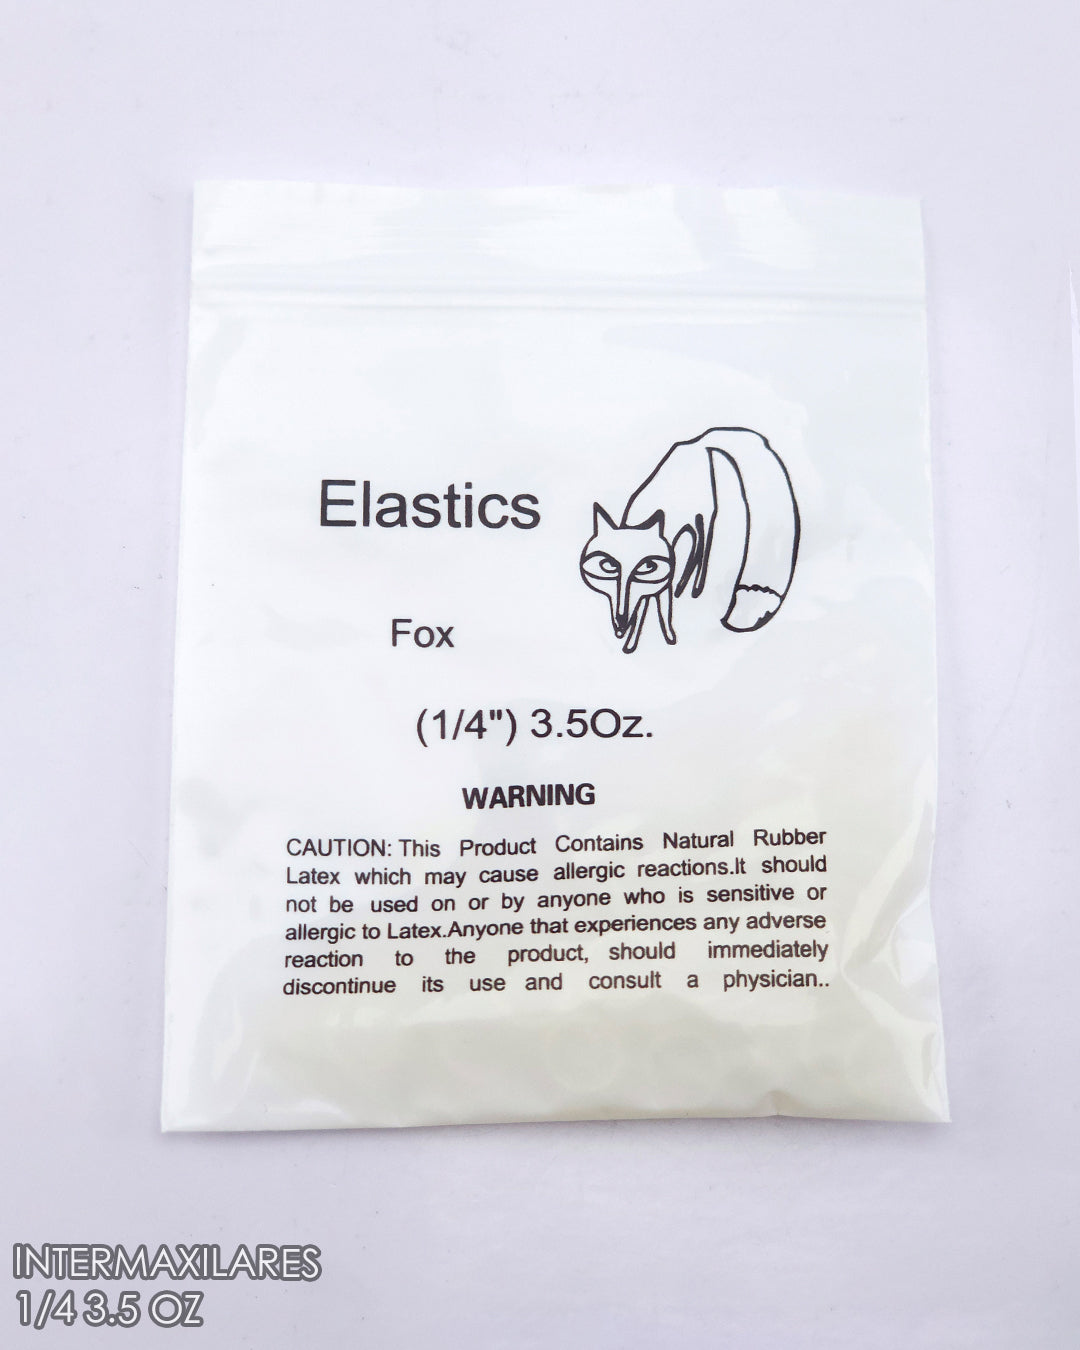 Elastics
Fox
(1/4") 3.5Oz.
WARNING
CAUTION: This Product Contains Natural Rubber
Latex which may cause allergic reactions.It should
not be used on or by anyone who is sensitive or
allergic to Latex.Anyone that experiences any adverse
reaction to the product, should immediately
discontinue its use and consult a physician..
INTERMAXILARES
1/4 3.5 OZ